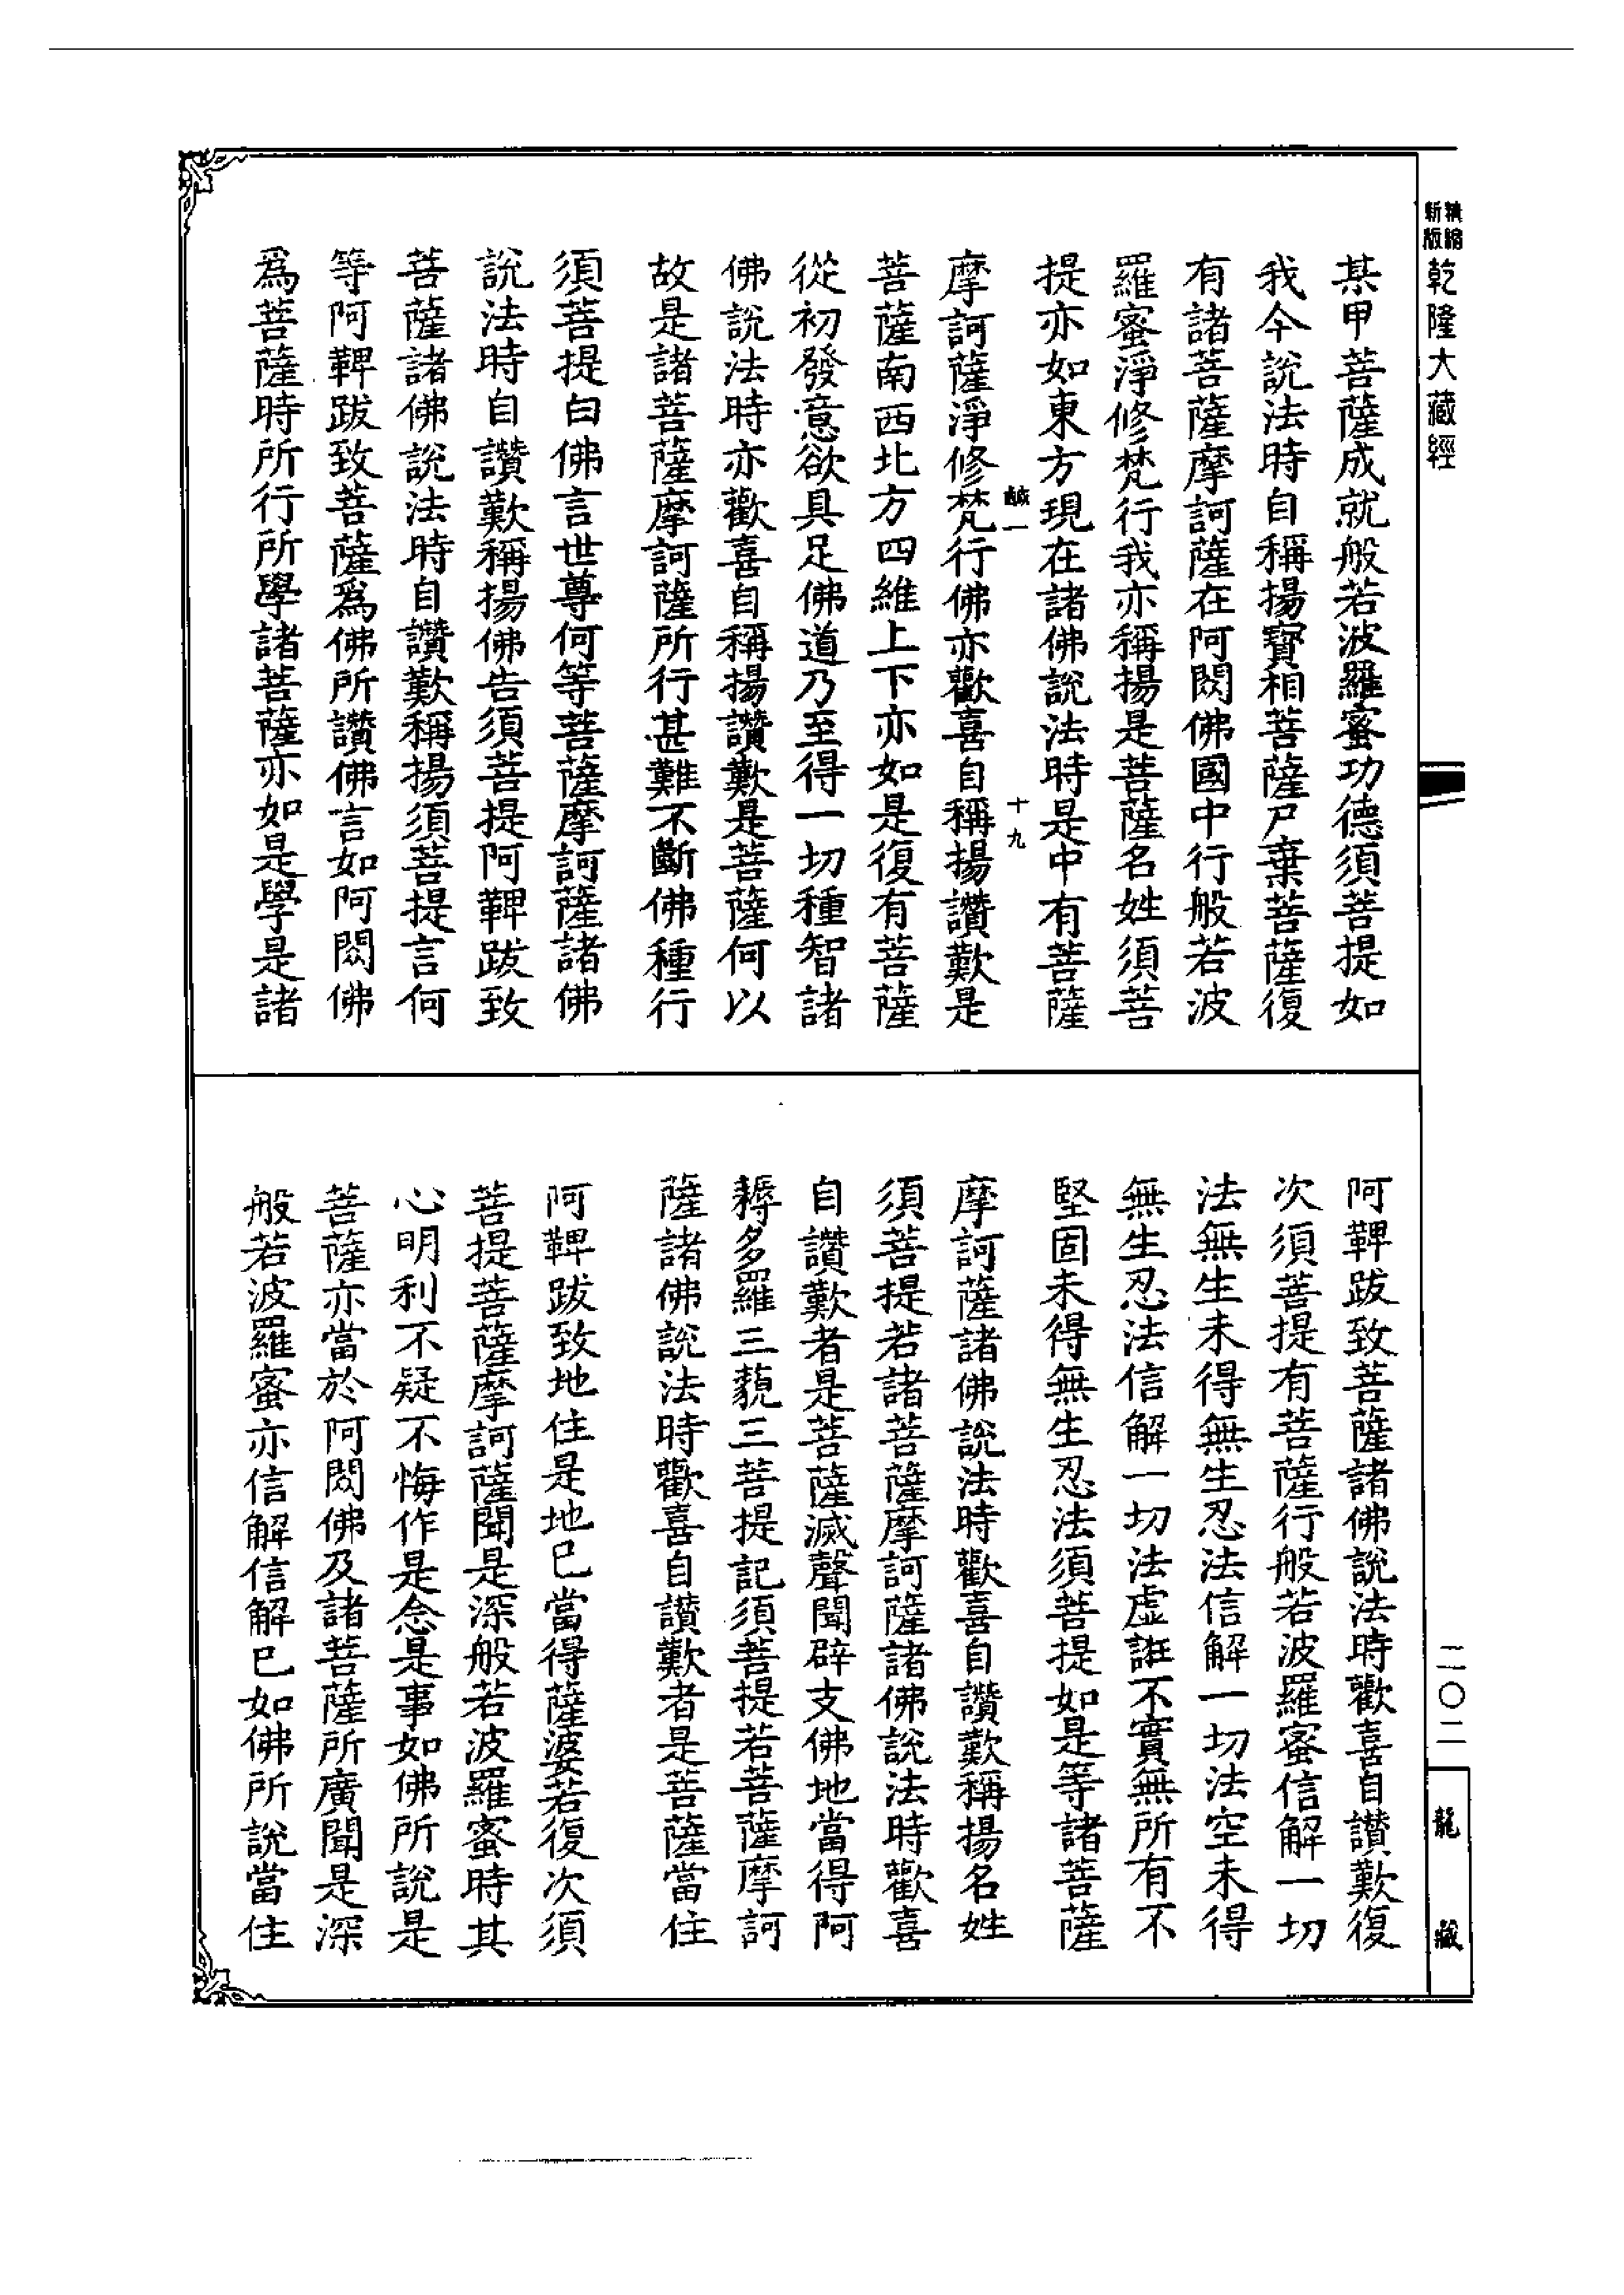 精縮新版乾隆大藏經
某甲菩薩成就般若波羅蜜功德須菩提如
我今說法時自稱揚寶相菩薩尸棄菩薩復
有諸菩薩摩訶薩在阿閦佛國中行般若波
羅蜜淨修梵行我亦稱揚是菩薩名姓須菩
提亦如東方現在諸佛說法時是中有菩薩
鹹一 十九
摩訶薩淨修梵行佛亦歡喜自稱揚讚歎是
菩薩南西北方四維上下亦如是復有菩薩
從初發意欲具足佛道乃至得一切種智諸
佛說法時亦歡喜自稱揚讚歎是菩薩何以
故是諸菩薩摩訶薩所行甚難不斷佛種行
須菩提白佛言世尊何等菩薩摩訶薩諸佛
說法時自讚歎稱揚佛告須菩提阿鞞跋致
菩薩諸佛說法時自讚歎稱揚須菩提言何
等阿鞞跋致菩薩爲佛所讚佛言如阿閦佛
爲菩薩時所行所學諸菩薩亦如是學是諸
阿鞞跋致菩薩諸佛說法時歡喜自讚歎復
次須菩提有菩薩行般若波羅蜜信解一切
法無生未得無生忍法信解一切法空未得
無生忍法信解一切法虛誑不實無所有不
堅固未得無生忍法須菩提如是等諸菩薩
摩訶薩諸佛說法時歡喜自讚歎稱揚名姓
須菩提若諸菩薩摩訶薩諸佛說法時歡喜
自讚歎者是菩薩滅聲聞辟支佛地當得阿
耨多羅三藐三菩提記須菩提若菩薩摩訶
薩諸佛說法時歡喜自讚歎者是菩薩當住
阿鞞跋致地住是地已當得薩婆若復次須
菩提菩薩摩訶薩聞是深般若波羅蜜時其
心明利不疑不悔作是念是事如佛所說是
菩薩亦當於阿閦佛及諸菩薩所廣聞是深
般若波羅蜜亦信解信解已如佛所說當住
二〇二
龍藏